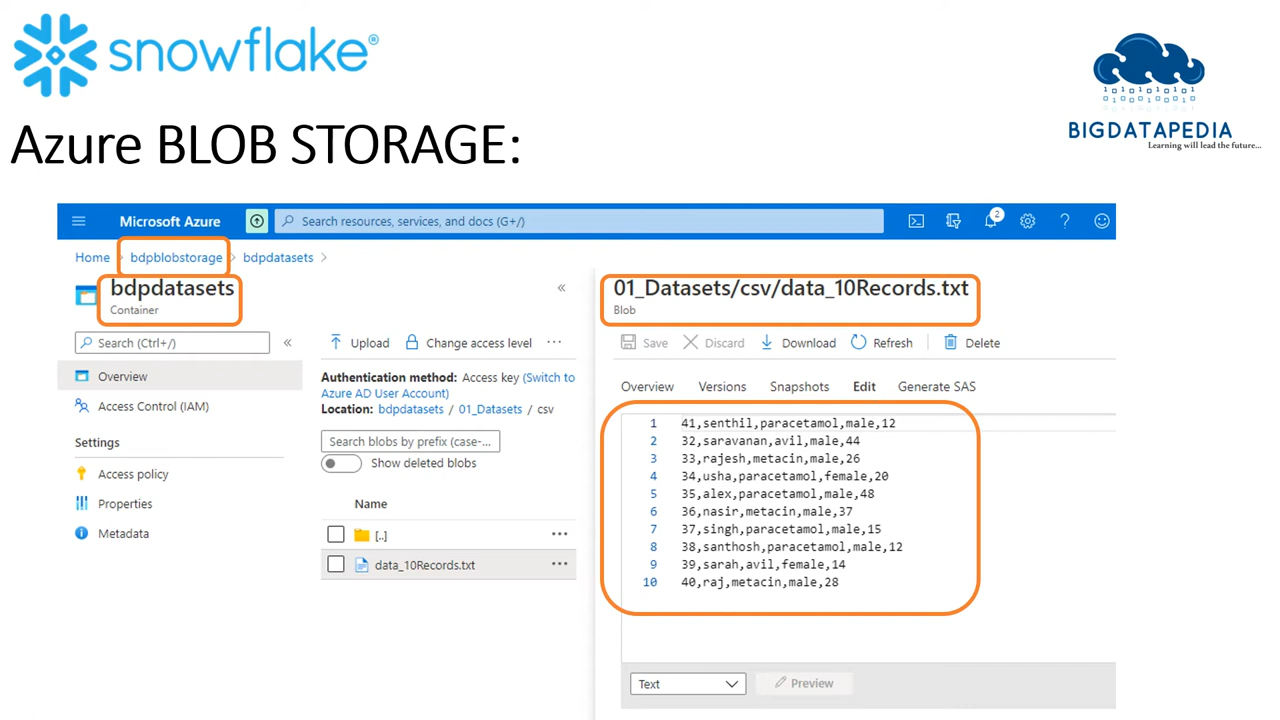 snowflake®
BIGDATAPEDIA
Learning will lead the future...
Azure BLOB STORAGE:
Microsoft Azure
Search resources, services, and docs (G+/)
2
Home > bdpblobstorage > bdpdatasets >
bdpdatasets
Container
Search (Ctrl+/)
Overview
Access Control (IAM)
Settings
Access policy
Properties
Metadata
Upload Change access level ...
Authentication method: Access key (Switch to
Azure AD User Account)
Location: bdpdatasets / 01_Datasets / csv
Search blobs by prefix (case-...
Show deleted blobs
Name
[..]
data_10Records.txt
01_Datasets/csv/data_10Records.txt
Blob
Save Discard Download Refresh Delete
Overview Versions Snapshots Edit Generate SAS
1 41,senthil,paracetamol,male,12
2 32,saravanan,avil,male,44
3 33,rajesh,metacin,male,26
4 34,usha,paracetamol,female,20
5 35,alex,paracetamol,male,48
6 36,nasir,metacin,male,37
7 37,singh,paracetamol,male,15
8 38,santhosh,paracetamol,male,12
9 39,sarah,avil,female,14
10 40,raj,metacin,male,28
Text Preview